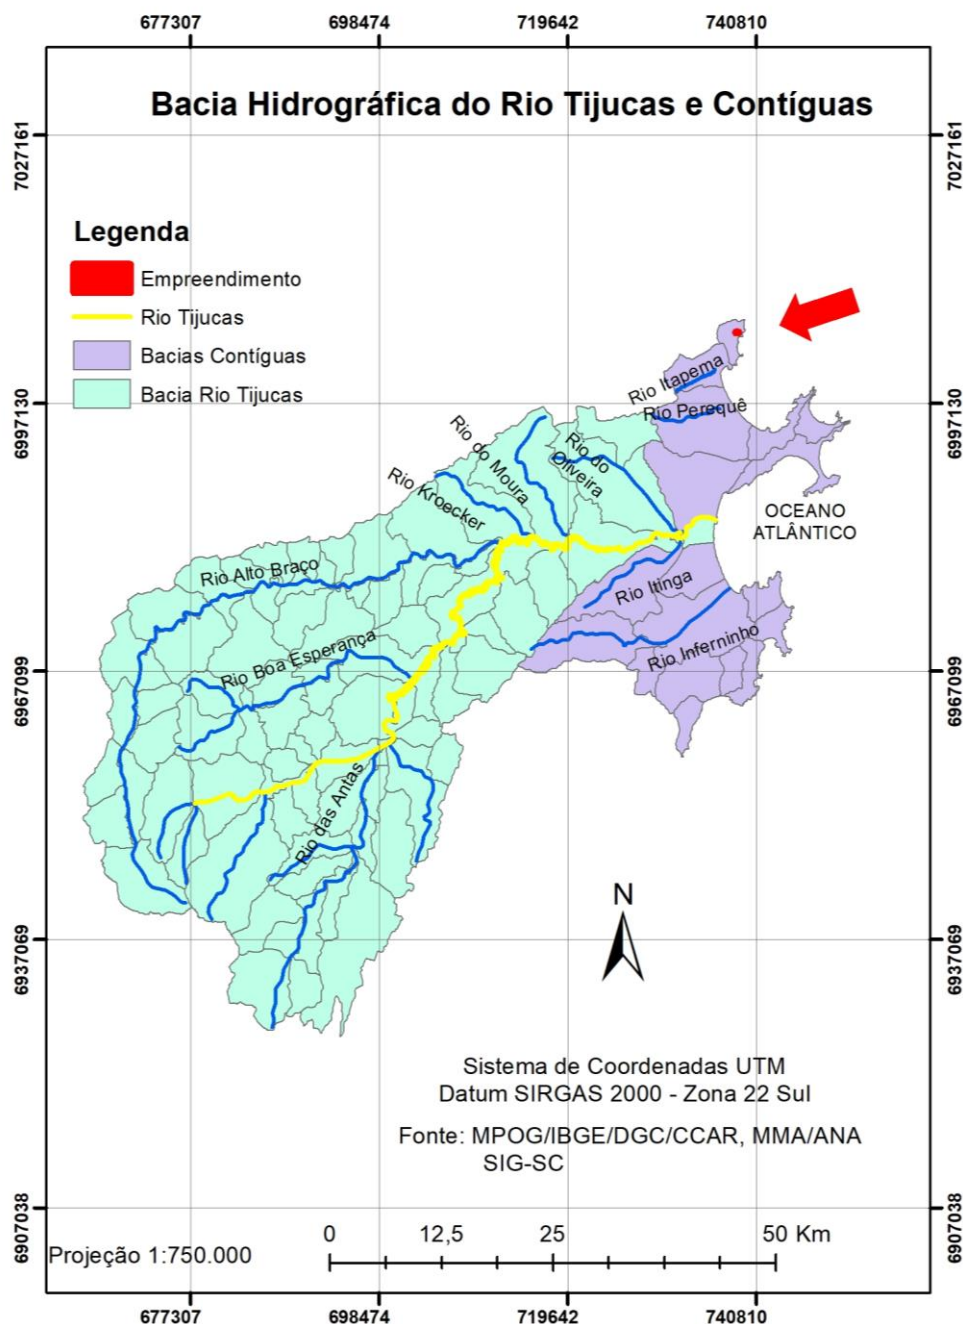 677307 698474 719642 740810
Bacia Hidrográfica do Rio Tijucas e Contíguas
7027161 7027161
Legenda
Empreendimento
Rio Tijucas
Bacias Contíguas
Bacia Rio Tijucas
Rio Itapema
Rio Perequê
6997130 6997130
Rio do Moura
Rio do Oliveira
Rio Kroecker
OCEANO
ATLÂNTICO
Rio Alto Braço
Rio Itinga
Rio Boa Esperança
Rio Inferninho
6967099 6967099
Rio das Antas
N
6937069 6937069
Sistema de Coordenadas UTM
Datum SIRGAS 2000 - Zona 22 Sul
Fonte: MPOG/IBGE/DGC/CCAR, MMA/ANA
SIG-SC
6907038 6907038
0 12,5 25 50 Km
Projeção 1:750.000
677307 698474 719642 740810